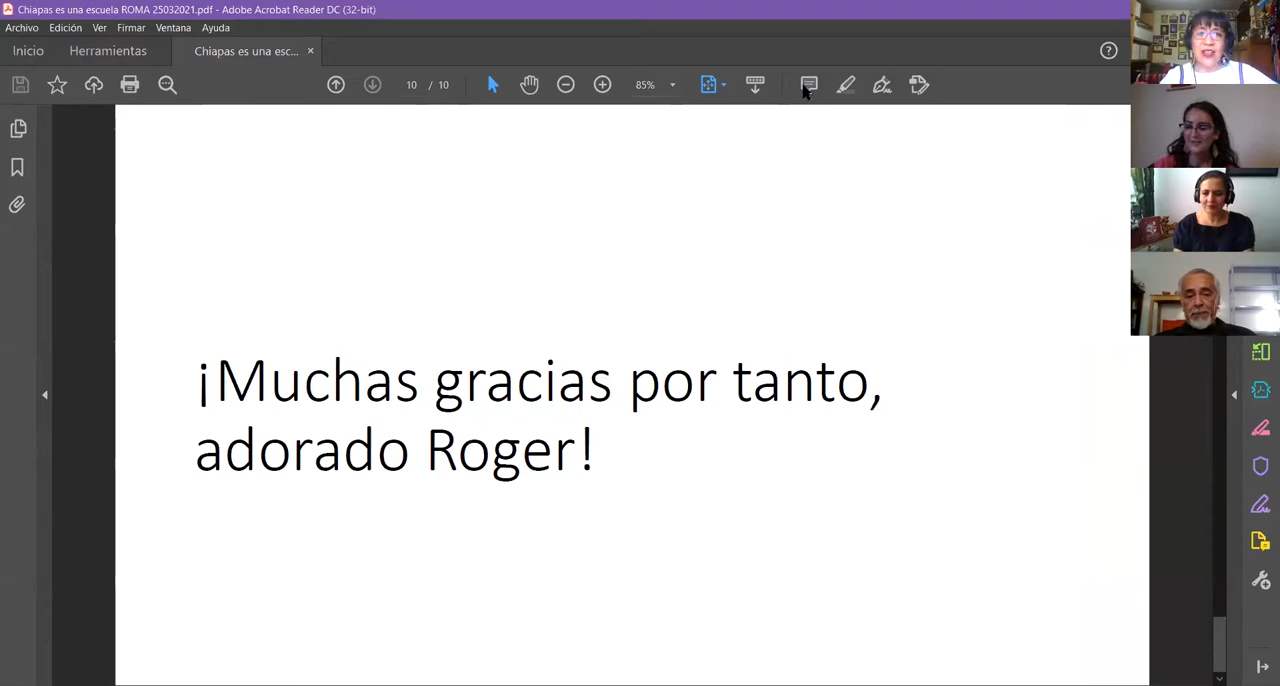 Chiapas es una escuela ROMA 25032021.pdf - Adobe Acrobat Reader DC (32-bit)
Archivo Edición Ver Firmar Ventana Ayuda
Inicio Herramientas Chiapas es una esc... ×
10 / 10 85%
¡Muchas gracias por tanto,
adorado Roger!